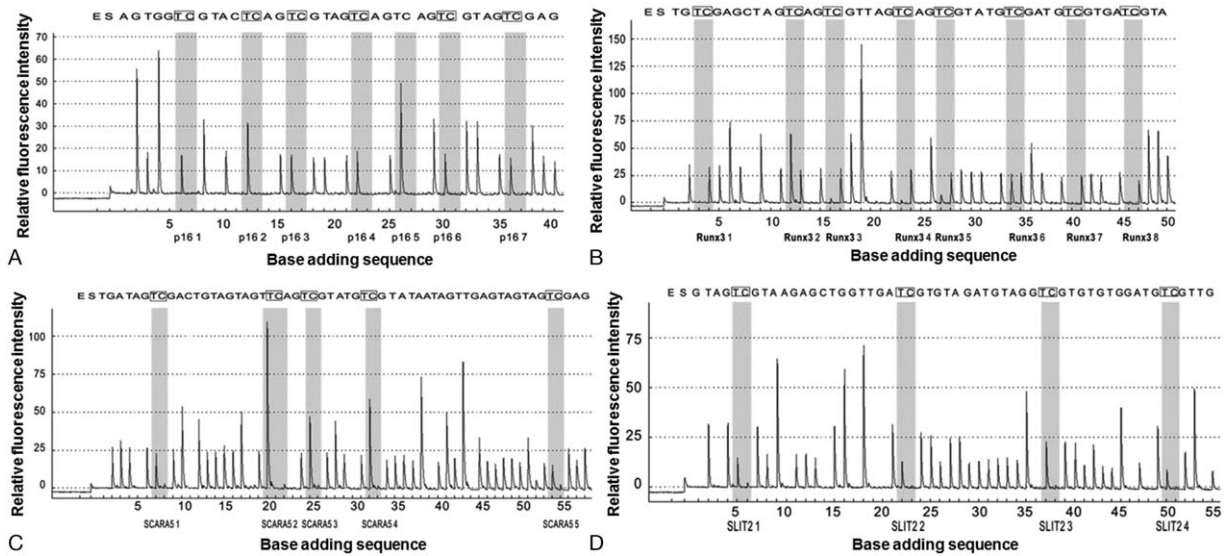 E S A G T G G T C G T A C T C A G T C G T A G T C A G T C A G T C G T A G T C G A G
Relative fluorescence intensity
70
60
50
40
30
20
10
0
5 10 15 20 25 30 35 40
p16 1 p16 2 p16 3 p16 4 p16 5 p16 6 p16 7
A
Base adding sequence
E S T G T C G A G C T A G T C A G T C G T T A G T C A G T C G T A T G T C G A T G T C G T G A T C G T A
Relative fluorescence intensity
150
125
100
75
50
25
0
5 10 15 20 25 30 35 40 45 50
Runx3 1 Runx3 2 Runx3 3 Runx3 4 Runx3 5 Runx3 6 Runx3 7 Runx3 8
B
Base adding sequence
E S T G A T A G T C G A C T G T A G T A G T T C A G T C G T A T G T C G T A T A A T A G T T G A G T A G T A G T C G A G
Relative fluorescence intensity
100
75
50
25
0
5 10 15 20 25 30 35 40 45 50 55
SCARA5 1 SCARA5 2 SCARA5 3 SCARA5 4 SCARA5 5
C
Base adding sequence
E S G T A G T C G T A A G A G C T G G T T G A T C G T G T A G A T G T A G G T C G T G T G T G G A T G T C G T T G
Relative fluorescence intensity
75
50
25
0
5 10 15 20 25 30 35 40 45 50 55
SLIT2 1 SLIT2 2 SLIT2 3 SLIT2 4
D
Base adding sequence